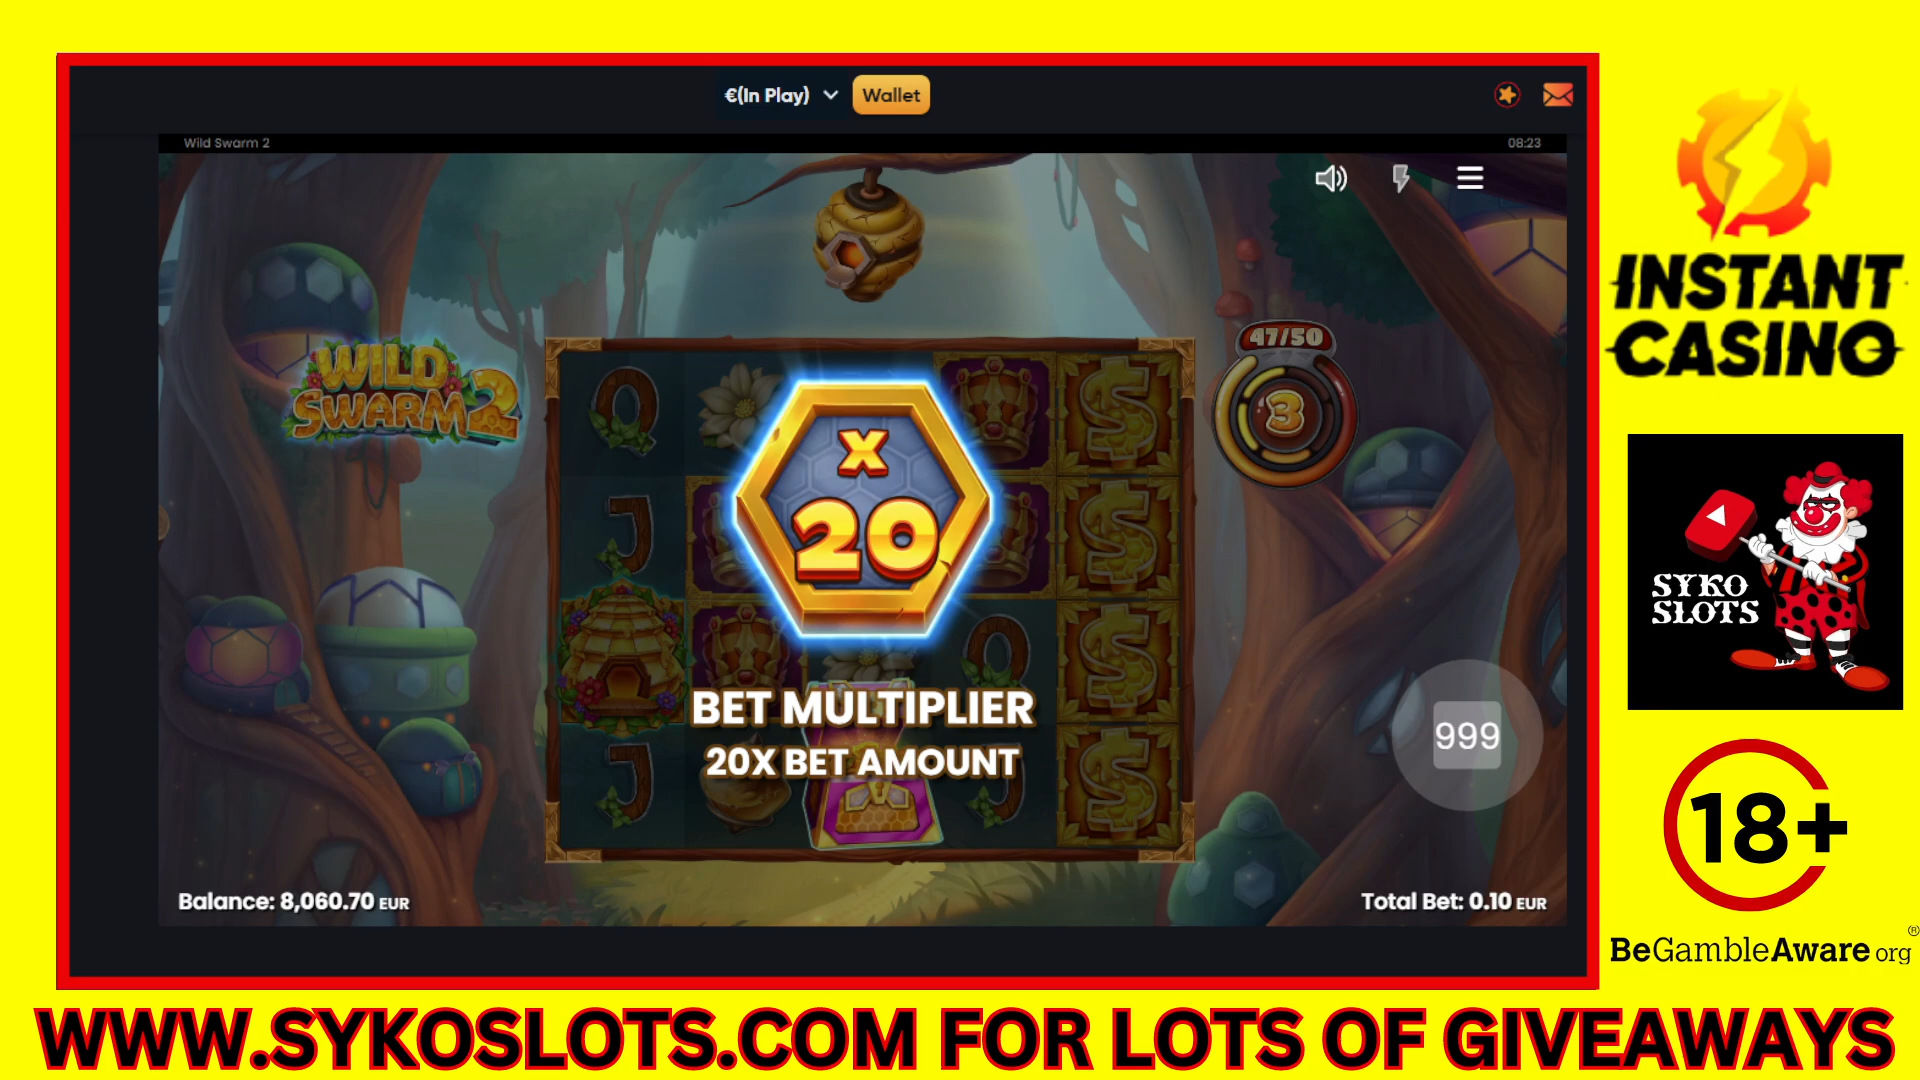 €(In Play)
Wallet
Wild Swarm 2
08:23
WILD
SWARM 2
47/50
3
Q
J
J
Q
J
X
20
BET MULTIPLIER
20X BET AMOUNT
999
Balance: 8,060.70 EUR
Total Bet: 0.10 EUR
INSTANT
CASINO
SYKO
SLOTS
18+
BeGambleAware.org®
WWW.SYKOSLOTS.COM FOR LOTS OF GIVEAWAYS